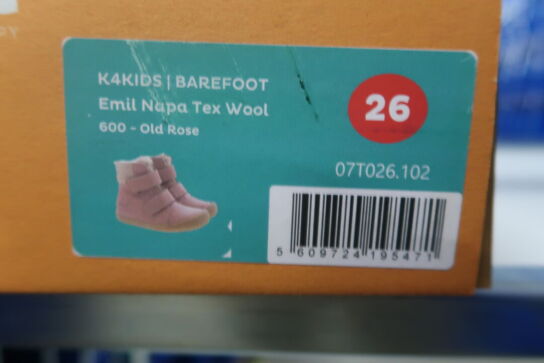 K4KIDS | BAREFOOT
Emil Napa Tex Wool
600 - Old Rose
26
07T026.102
5 609724 195471